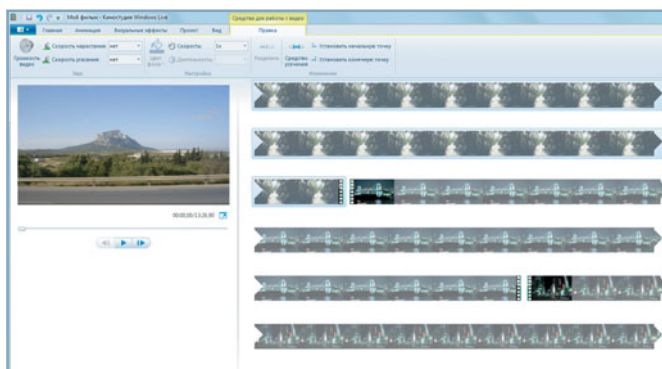 Мой фильм - Киностудия Windows Live
Средства для работы с видео
Главная Анимация Визуальные эффекты Проект Вид Правка
Громкость видео
Скорость нарастания: нет
Скорость угасания: нет
Звук
Цвет фона
Скорость: 1x
Длительность:
Настройка
Разделить
Средство усечения
Установить начальную точку
Установить конечную точку
Изменение